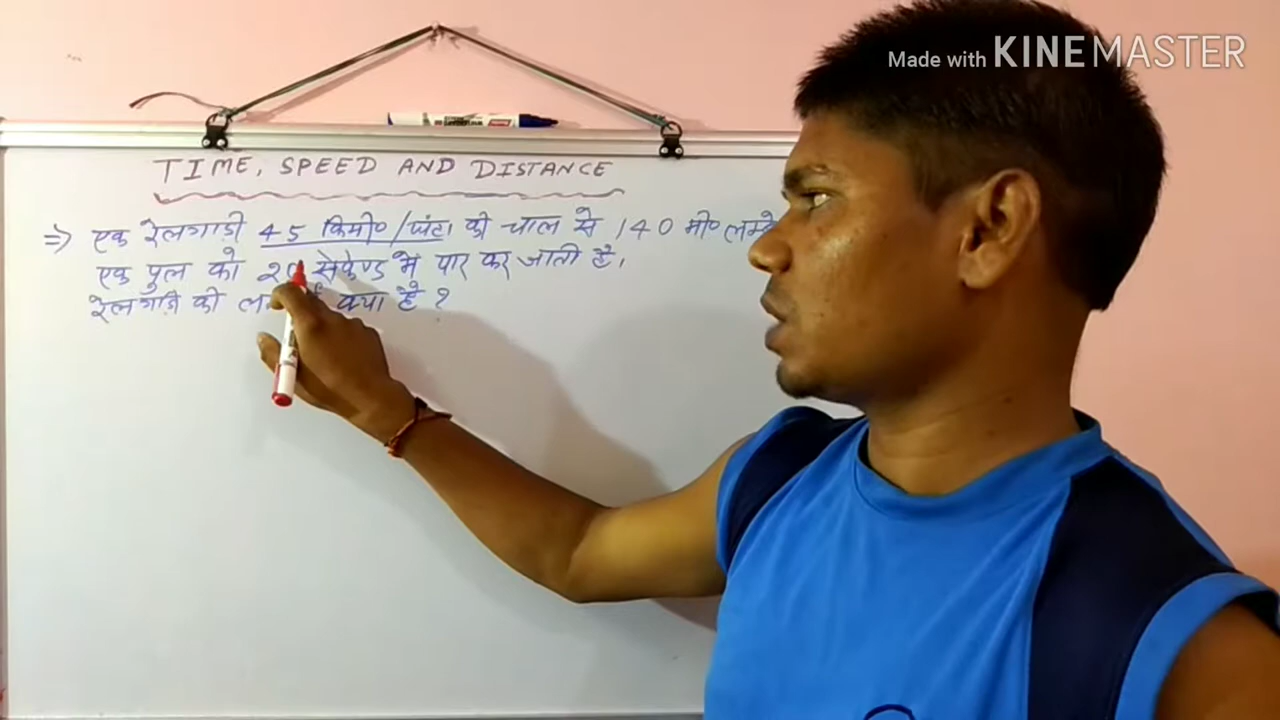 Made with KINEMASTER
TIME, SPEED AND DISTANCE
⇒ एक रेलगाड़ी 45 किमी०/घंटा की चाल से 140 मी० लम्बे
एक पुल को सेकेण्ड में पार कर जाती है,
रेलगाड़ी की क्या है ?